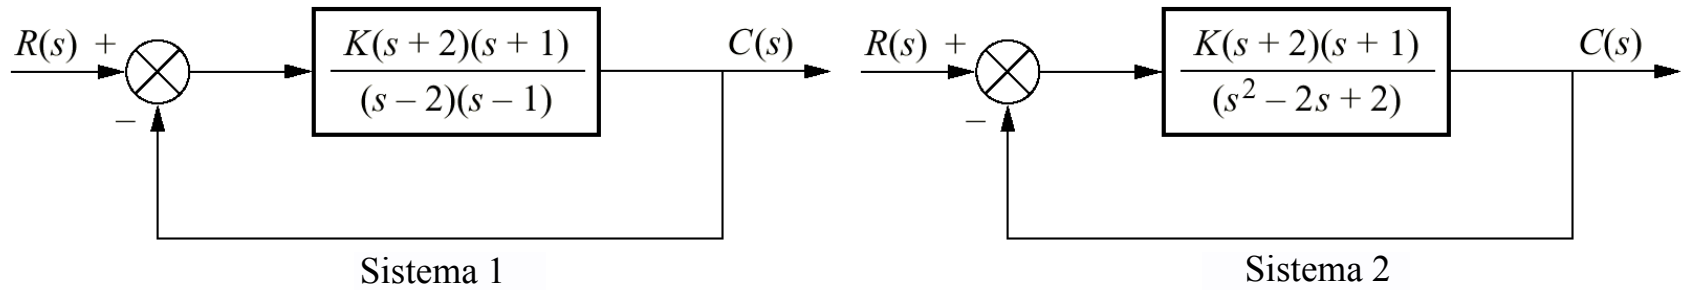 R(s) + K(s + 2)(s + 1) C(s)
(s – 2)(s – 1)
–
Sistema 1
R(s) + K(s + 2)(s + 1) C(s)
(s² – 2s + 2)
–
Sistema 2